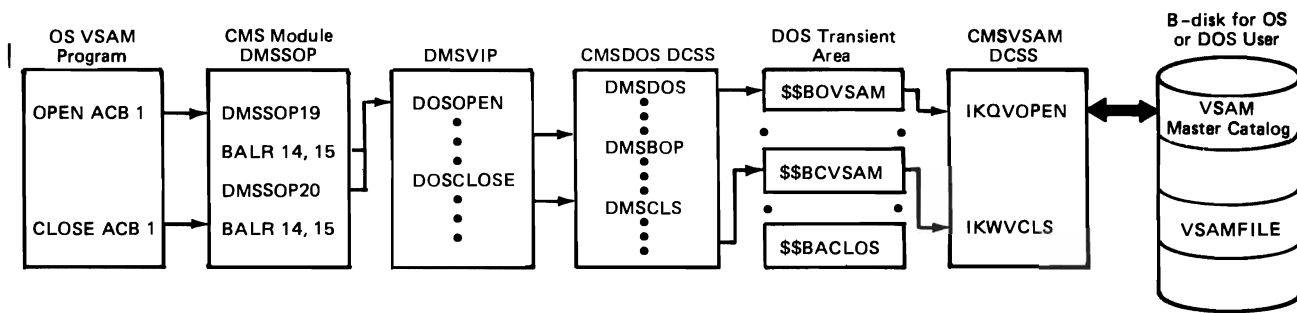 OS VSAM
Program
OPEN ACB 1
CLOSE ACB 1
CMS Module
DMSSOP
DMSSOP19
BALR 14, 15
DMSSOP20
BALR 14, 15
DMSVIP
DOSOPEN
DOSCLOSE
CMSDOS DCSS
DMSDOS
DMSBOP
DMSCLS
DOS Transient
Area
$$BOVSAM
$$BCVSAM
$$BACLOS
CMSVSAM
DCSS
IKQVOPEN
IKWVCLS
B-disk for OS
or DOS User
VSAM
Master Catalog
VSAMFILE